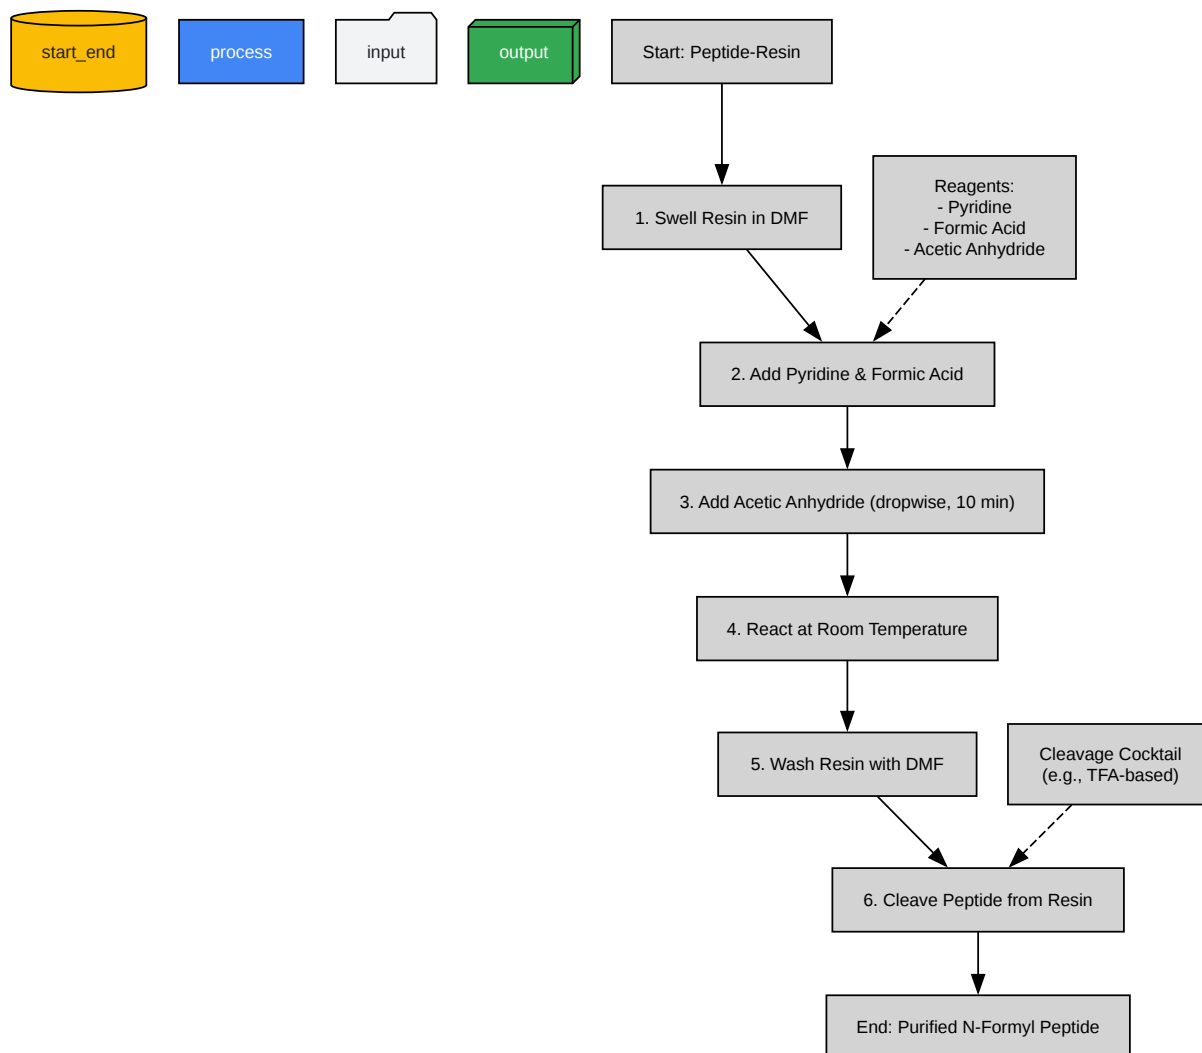 start_end
process
input
output
Start: Peptide-Resin
Reagents:
- Pyridine
- Formic Acid
- Acetic Anhydride
1. Swell Resin in DMF
2. Add Pyridine & Formic Acid
3. Add Acetic Anhydride (dropwise, 10 min)
4. React at Room Temperature
Cleavage Cocktail
(e.g., TFA-based)
5. Wash Resin with DMF
6. Cleave Peptide from Resin
End: Purified N-Formyl Peptide